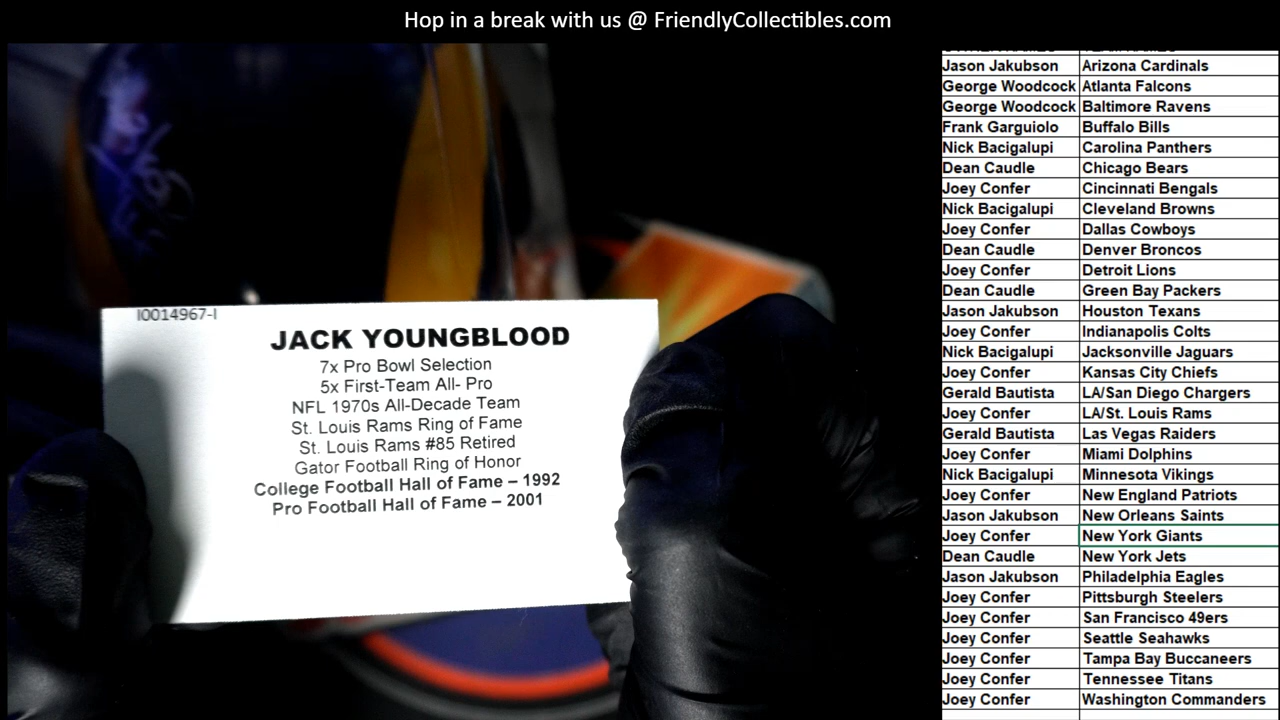 Hop in a break with us @ FriendlyCollectibles.com
I0014967-I
JACK YOUNGBLOOD
7x Pro Bowl Selection
5x First-Team All- Pro
NFL 1970s All-Decade Team
St. Louis Rams Ring of Fame
St. Louis Rams #85 Retired
Gator Football Ring of Honor
College Football Hall of Fame – 1992
Pro Football Hall of Fame – 2001
Jason Jakubson Arizona Cardinals
George Woodcock Atlanta Falcons
George Woodcock Baltimore Ravens
Frank Garguiolo Buffalo Bills
Nick Bacigalupi Carolina Panthers
Dean Caudle Chicago Bears
Joey Confer Cincinnati Bengals
Nick Bacigalupi Cleveland Browns
Joey Confer Dallas Cowboys
Dean Caudle Denver Broncos
Joey Confer Detroit Lions
Dean Caudle Green Bay Packers
Jason Jakubson Houston Texans
Joey Confer Indianapolis Colts
Nick Bacigalupi Jacksonville Jaguars
Joey Confer Kansas City Chiefs
Gerald Bautista LA/San Diego Chargers
Joey Confer LA/St. Louis Rams
Gerald Bautista Las Vegas Raiders
Joey Confer Miami Dolphins
Nick Bacigalupi Minnesota Vikings
Joey Confer New England Patriots
Jason Jakubson New Orleans Saints
Joey Confer New York Giants
Dean Caudle New York Jets
Jason Jakubson Philadelphia Eagles
Joey Confer Pittsburgh Steelers
Joey Confer San Francisco 49ers
Joey Confer Seattle Seahawks
Joey Confer Tampa Bay Buccaneers
Joey Confer Tennessee Titans
Joey Confer Washington Commanders